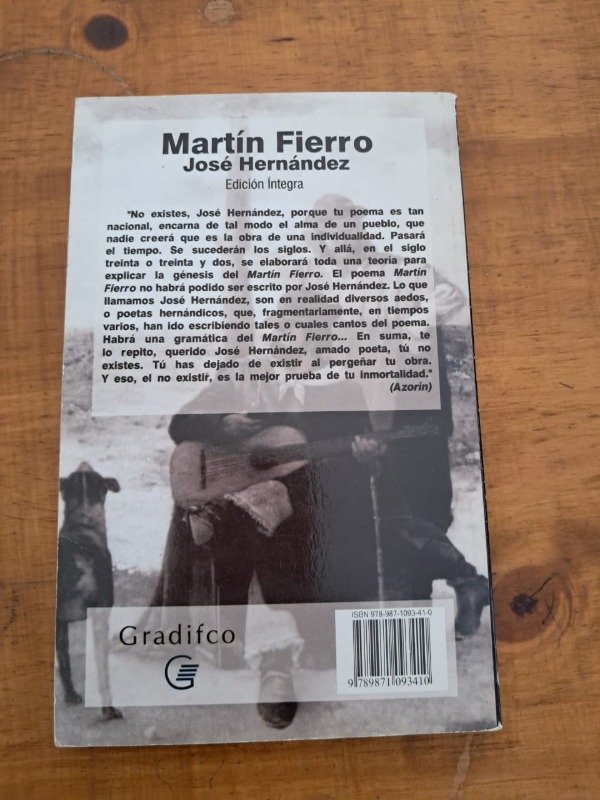 Martín Fierro
José Hernández
Edición Íntegra
"No existes, José Hernández, porque tu poema es tan
nacional, encarna de tal modo el alma de un pueblo, que
nadie creerá que es la obra de una individualidad. Pasará
el tiempo. Se sucederán los siglos. Y allá, en el siglo
treinta o treinta y dos, se elaborará toda una teoría para
explicar la génesis del Martín Fierro. El poema Martín
Fierro no habrá podido ser escrito por José Hernández. Lo que
llamamos José Hernández, son en realidad diversos aedos,
o poetas hernándicos, que, fragmentariamente, en tiempos
varios, han ido escribiendo tales o cuales cantos del poema.
Habrá una gramática del Martín Fierro... En suma, te
lo repito, querido José Hernández, amado poeta, tú no
existes. Tú has dejado de existir al pergeñar tu obra.
Y eso, el no existir, es la mejor prueba de tu inmortalidad."
(Azorín)
Gradifco
ISBN 978-987-1093-41-0
9 789871 093410